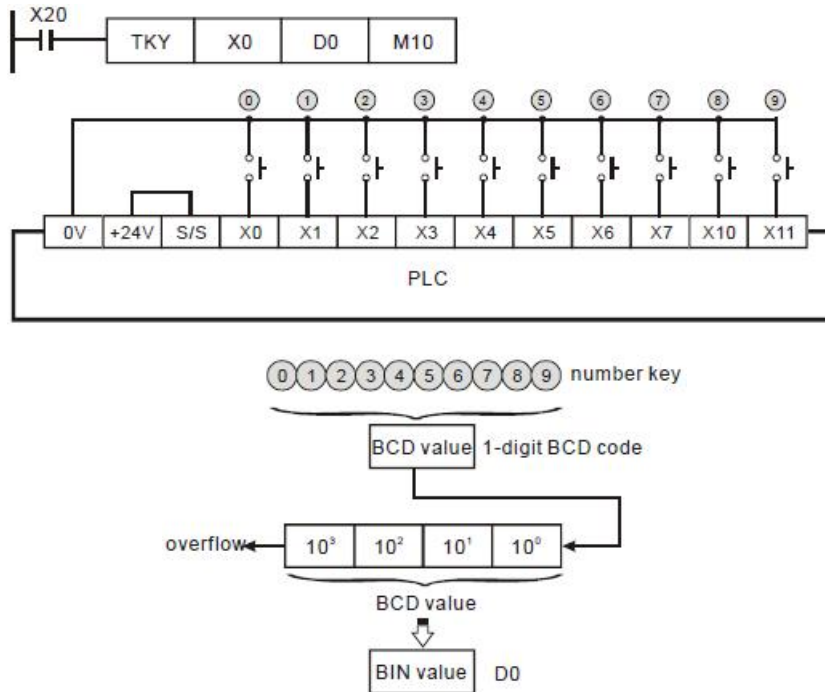 X20
TKY X0 D0 M10
0 1 2 3 4 5 6 7 8 9
0V +24V S/S X0 X1 X2 X3 X4 X5 X6 X7 X10 X11
PLC
0 1 2 3 4 5 6 7 8 9 number key
BCD value 1-digit BCD code
overflow 10³ 10² 10¹ 10⁰
BCD value
BIN value D0